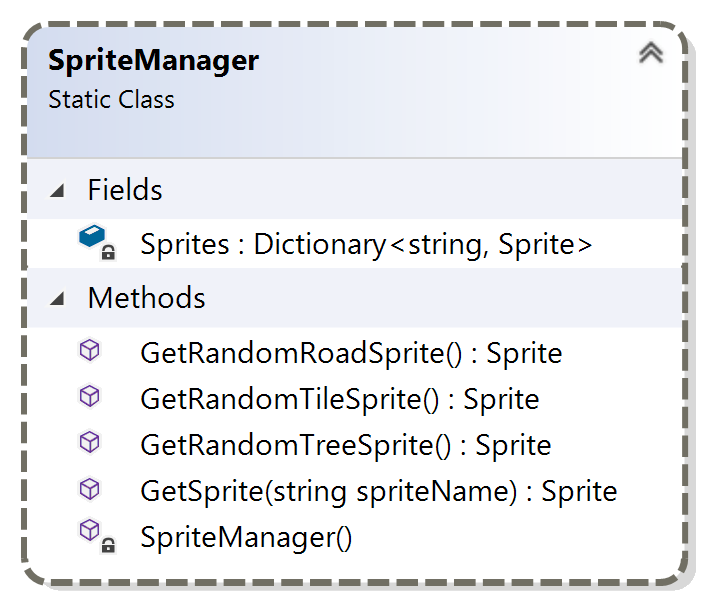 SpriteManager
Static Class
Fields
Sprites : Dictionary<string, Sprite>
Methods
GetRandomRoadSprite() : Sprite
GetRandomTileSprite() : Sprite
GetRandomTreeSprite() : Sprite
GetSprite(string spriteName) : Sprite
SpriteManager()